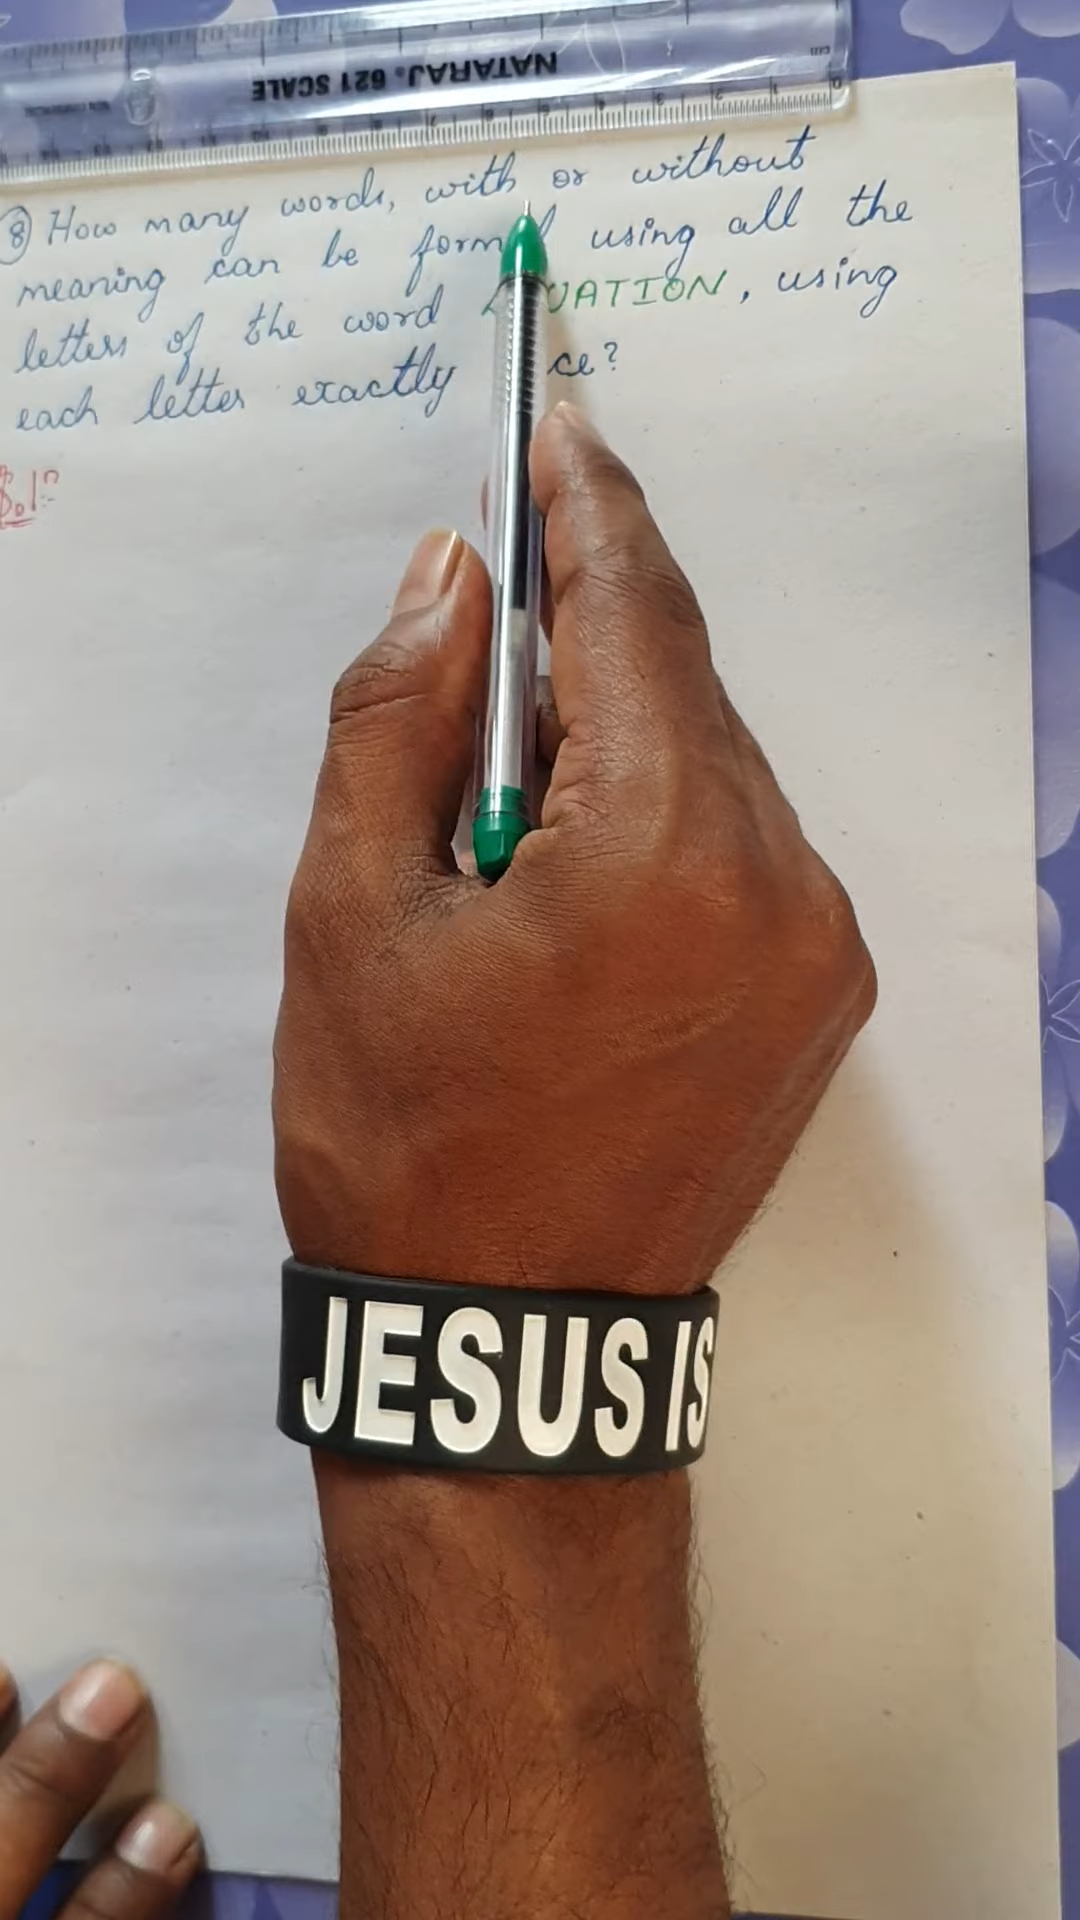 NATARAJ. 621 SCALE
⑧ How many words, with or without
meaning can be using all the
letters of the word , using
each letter exactly ?
Solⁿ:-
JESUS IS